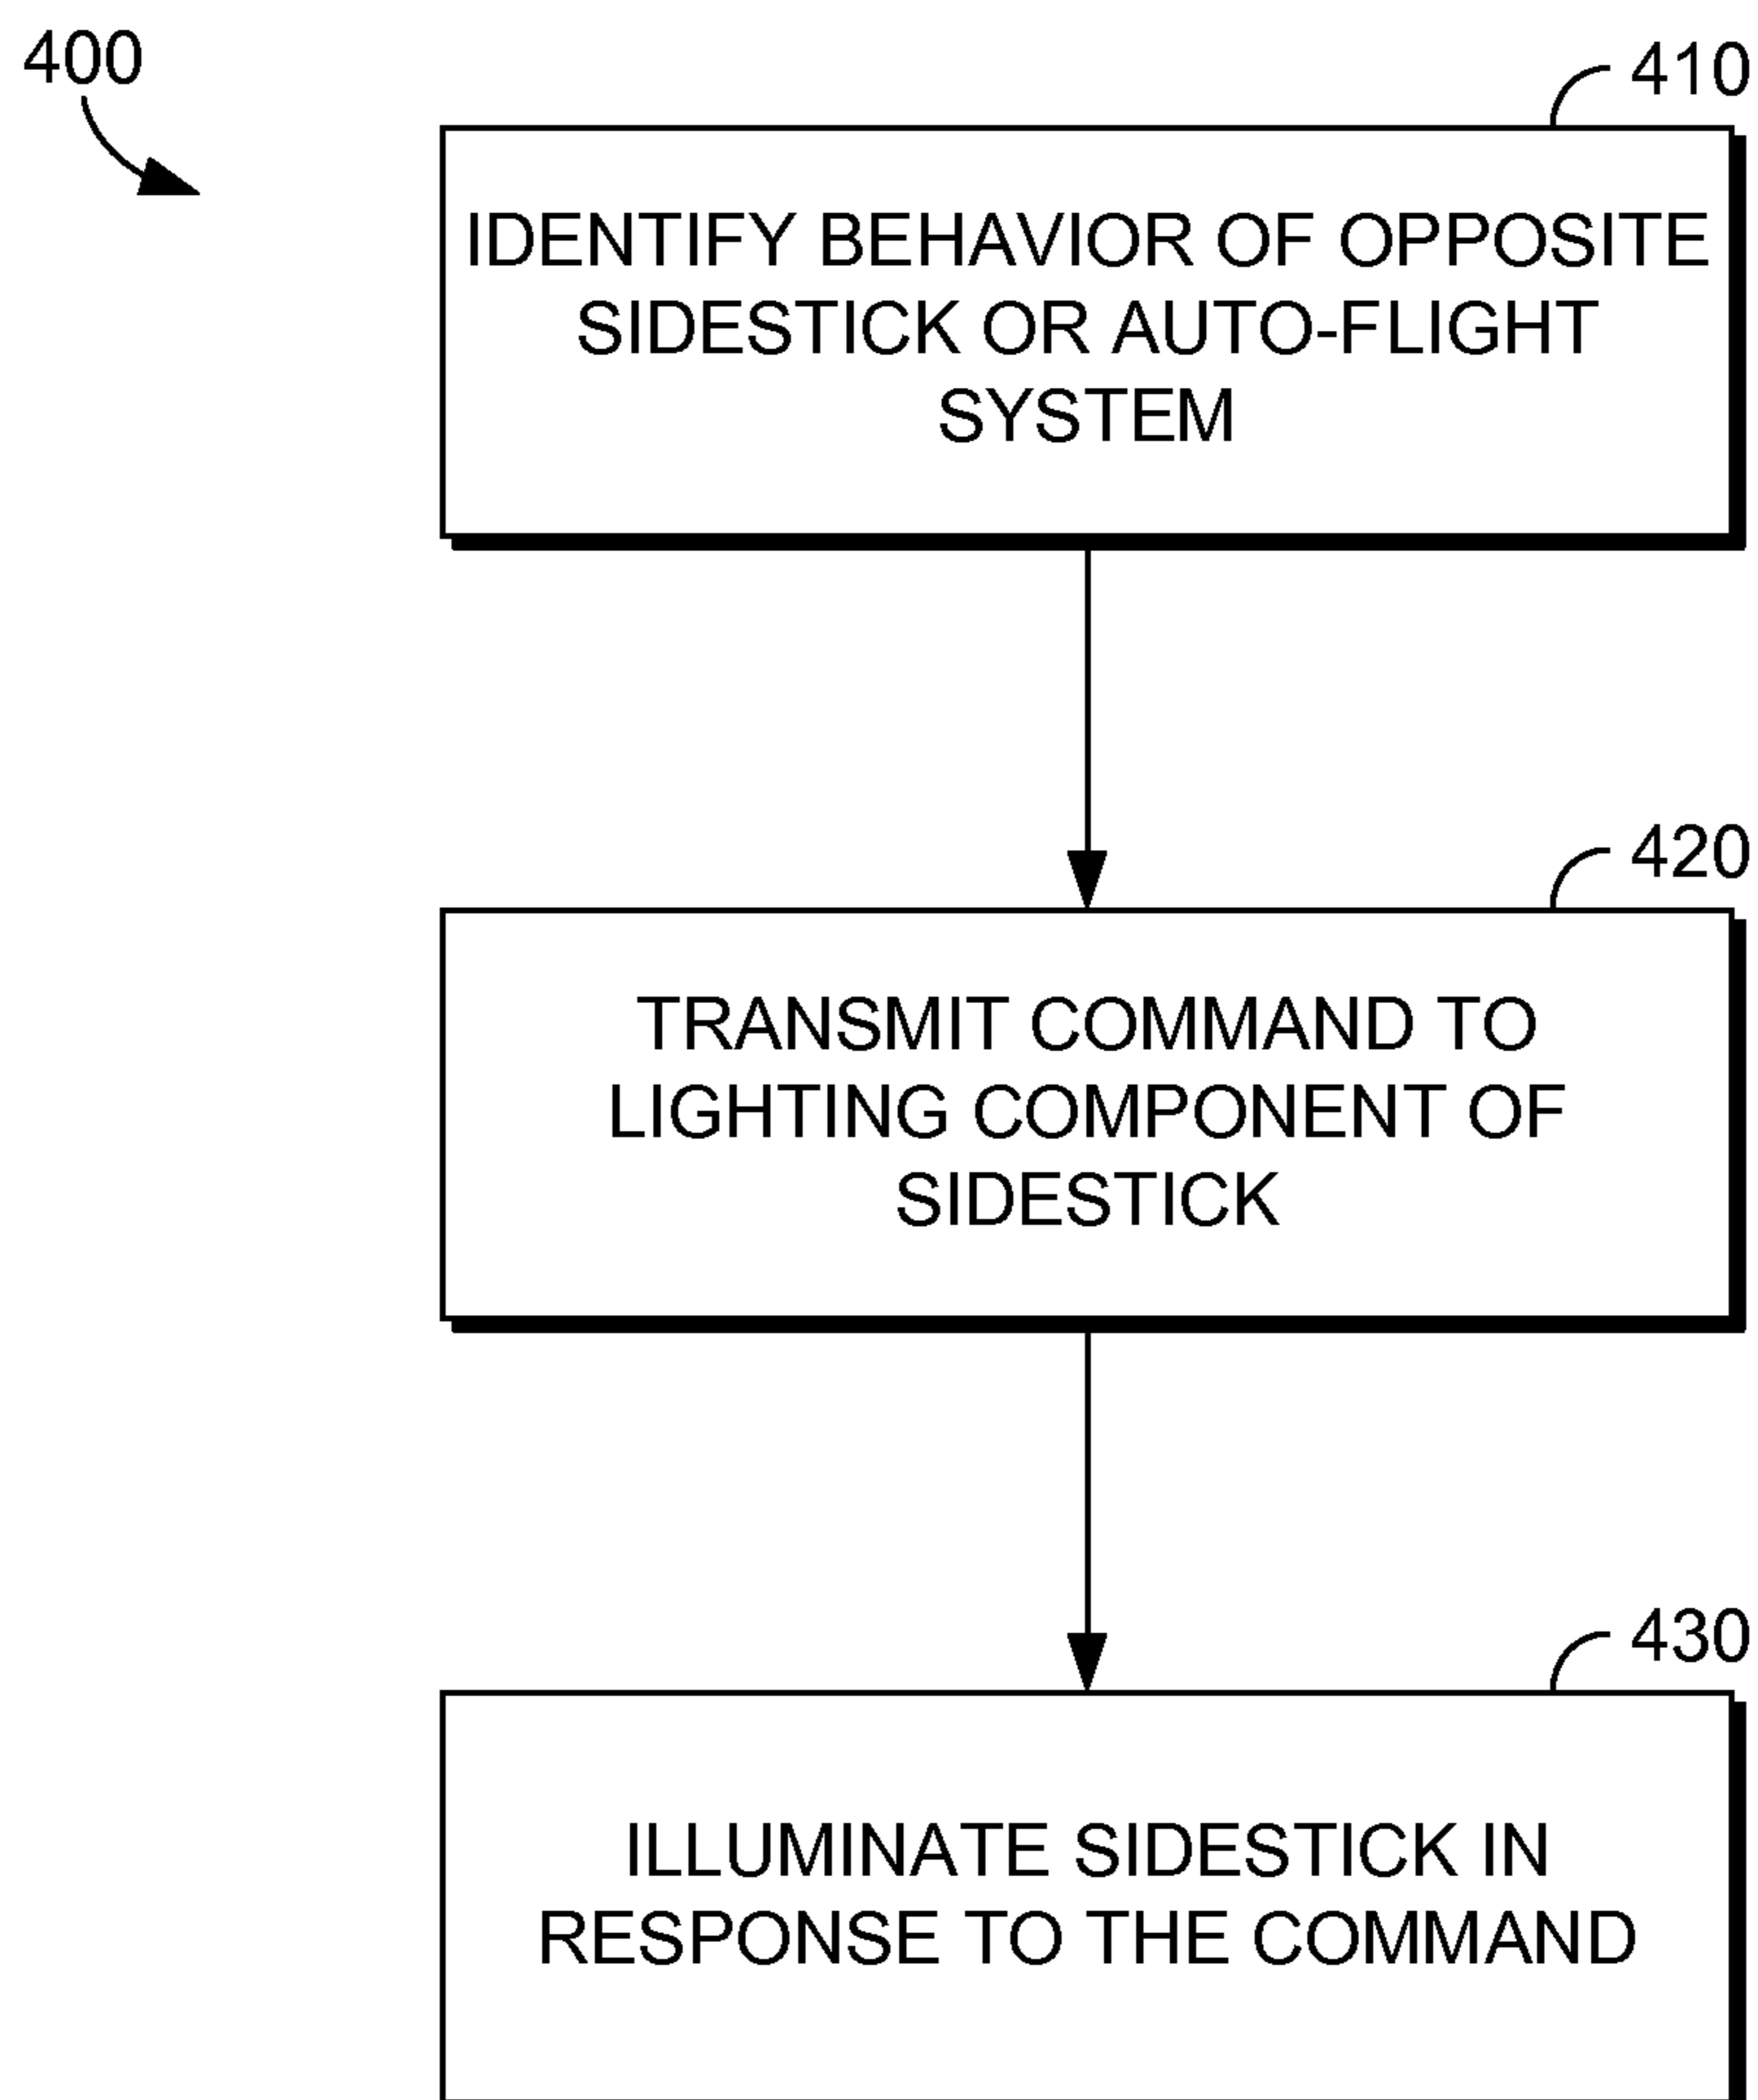 400
410
IDENTIFY BEHAVIOR OF OPPOSITE
SIDESTICK OR AUTO-FLIGHT
SYSTEM
420
TRANSMIT COMMAND TO
LIGHTING COMPONENT OF
SIDESTICK
430
ILLUMINATE SIDESTICK IN
RESPONSE TO THE COMMAND